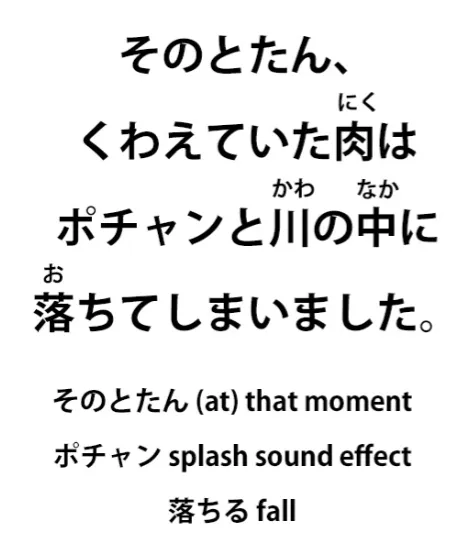 そのとたん、
にく
くわえていた肉は
かわ なか
ポチャンと川の中に
お
落ちてしまいました。
そのとたん (at) that moment
ポチャン splash sound effect
落ちる fall